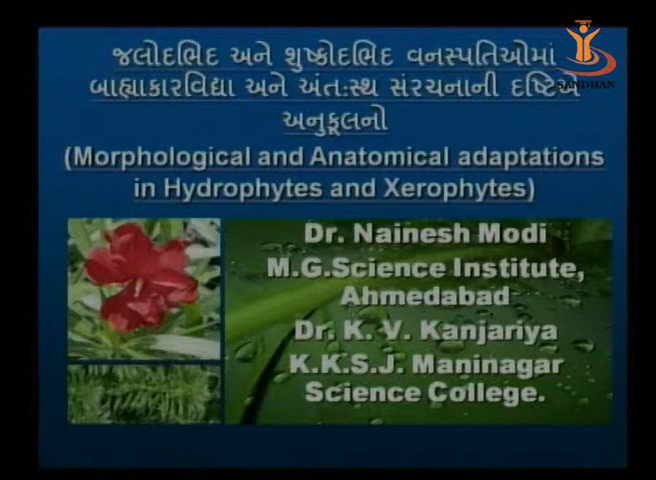 જલોદભિદ અને શુષ્કોદભિદ વનસ્પતિઓમાં
બાહ્યાકારવિદ્યા અને અંતઃસ્થ સંરચનાની દષ્ટિએ
અનુકૂલનો
(Morphological and Anatomical adaptations
in Hydrophytes and Xerophytes)
Dr. Nainesh Modi
M.G.Science Institute,
Ahmedabad
Dr. K. V. Kanjariya
K.K.S.J. Maninagar
Science College.
SANDHAN